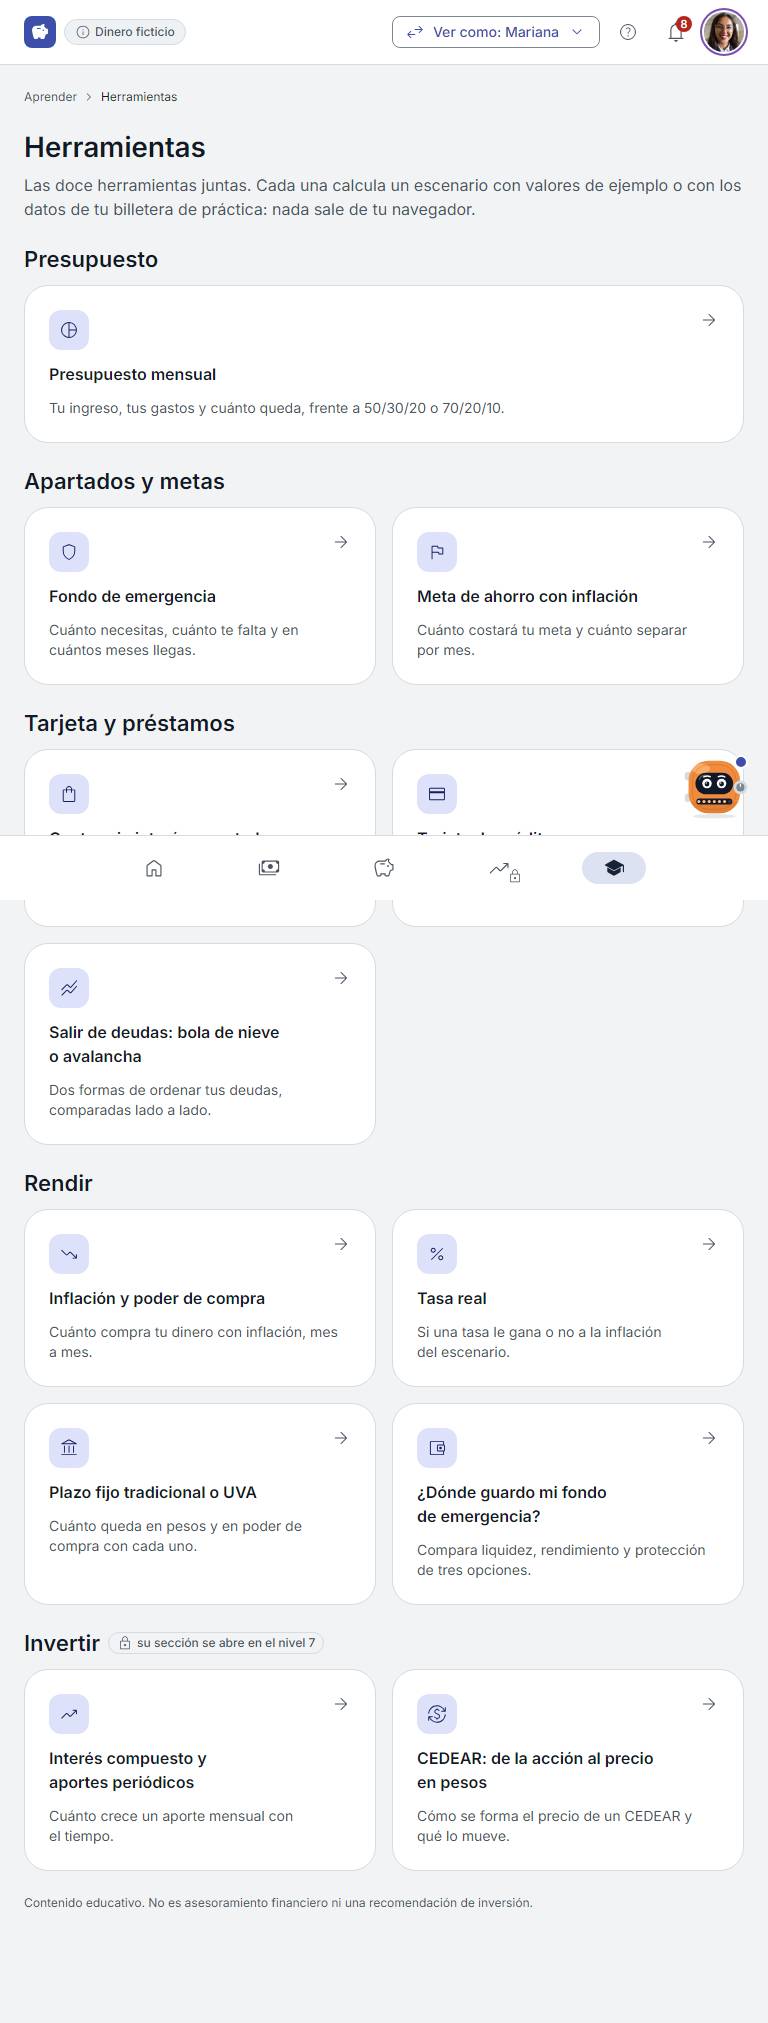 Dinero ficticio
Ver como: Mariana
8
Aprender
Herramientas
Herramientas
Las doce herramientas juntas. Cada una calcula un escenario con valores de ejemplo o con los
datos de tu billetera de práctica: nada sale de tu navegador.
Presupuesto
Presupuesto mensual
Tu ingreso, tus gastos y cuánto queda, frente a 50/30/20 o 70/20/10.
Apartados y metas
Fondo de emergencia
Cuánto necesitas, cuánto te falta y en
cuántos meses llegas.
Meta de ahorro con inflación
Cuánto costará tu meta y cuánto separar
por mes.
Tarjeta y préstamos
Salir de deudas: bola de nieve
o avalancha
Dos formas de ordenar tus deudas,
comparadas lado a lado.
Rendir
Inflación y poder de compra
Cuánto compra tu dinero con inflación, mes
a mes.
Tasa real
Si una tasa le gana o no a la inflación
del escenario.
Plazo fijo tradicional o UVA
Cuánto queda en pesos y en poder de
compra con cada uno.
¿Dónde guardo mi fondo
de emergencia?
Compara liquidez, rendimiento y protección
de tres opciones.
Invertir
su sección se abre en el nivel 7
Interés compuesto y
aportes periódicos
Cuánto crece un aporte mensual con
el tiempo.
CEDEAR: de la acción al precio
en pesos
Cómo se forma el precio de un CEDEAR y
qué lo mueve.
Contenido educativo. No es asesoramiento financiero ni una recomendación de inversión.